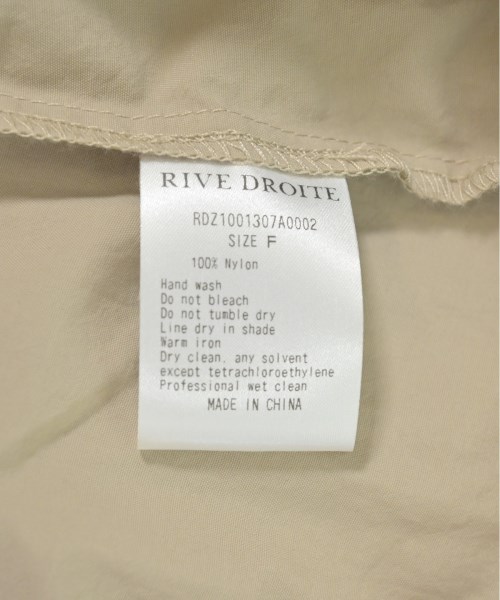 RIVE DROITE
RDZ1001307A0002
SIZE F
100% Nylon
Hand wash
Do not bleach
Do not tumble dry
Line dry in shade
Warm iron
Dry clean, any solvent
except tetrachloroethylene
Professional wet clean
MADE IN CHINA